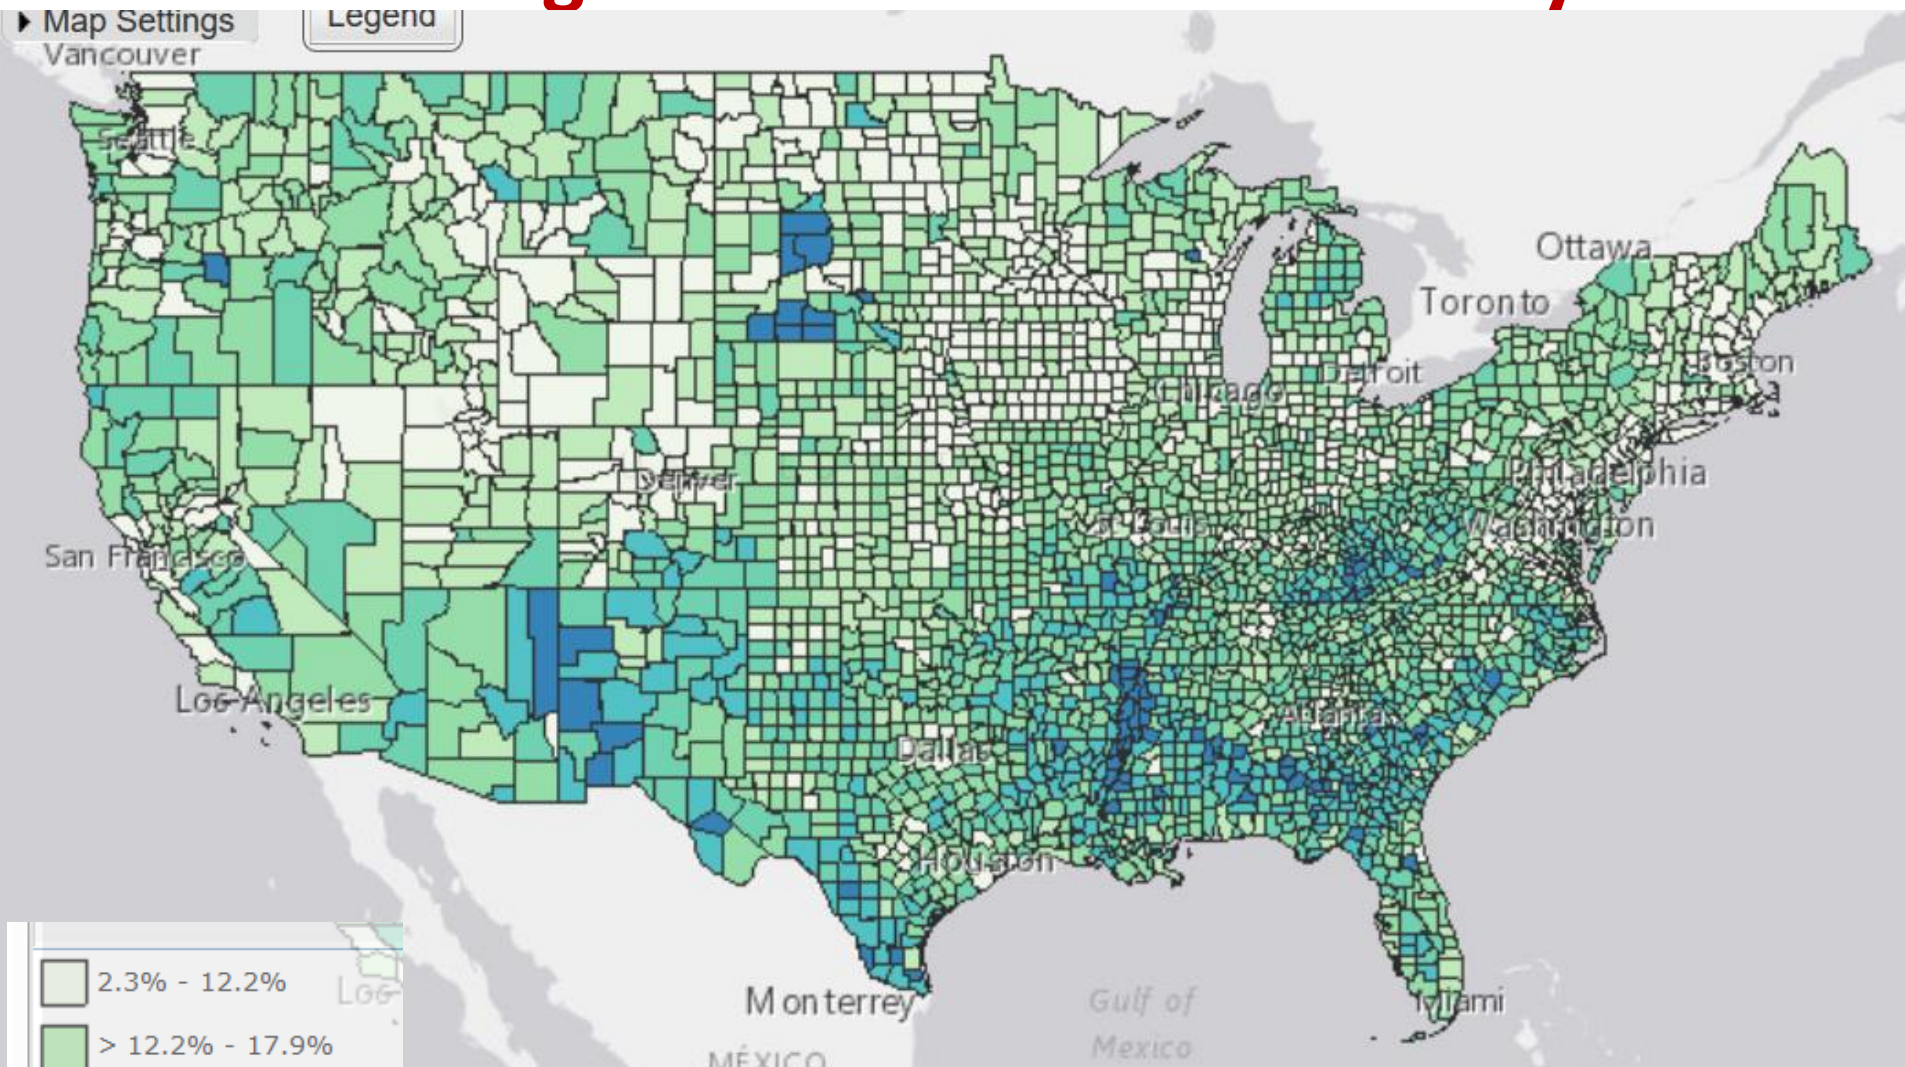 Map Settings
Legend
Vancouver
Seattle
Ottawa
Toronto
Boston
Detroit
Chicago
Philadelphia
Denver
St Louis
Washington
San Francisco
Los Angeles
Atlanta
Dallas
Houston
Monterrey
Gulf of
Mexico
Miami
MÉXICO
2.3% - 12.2%
Los
> 12.2% - 17.9%